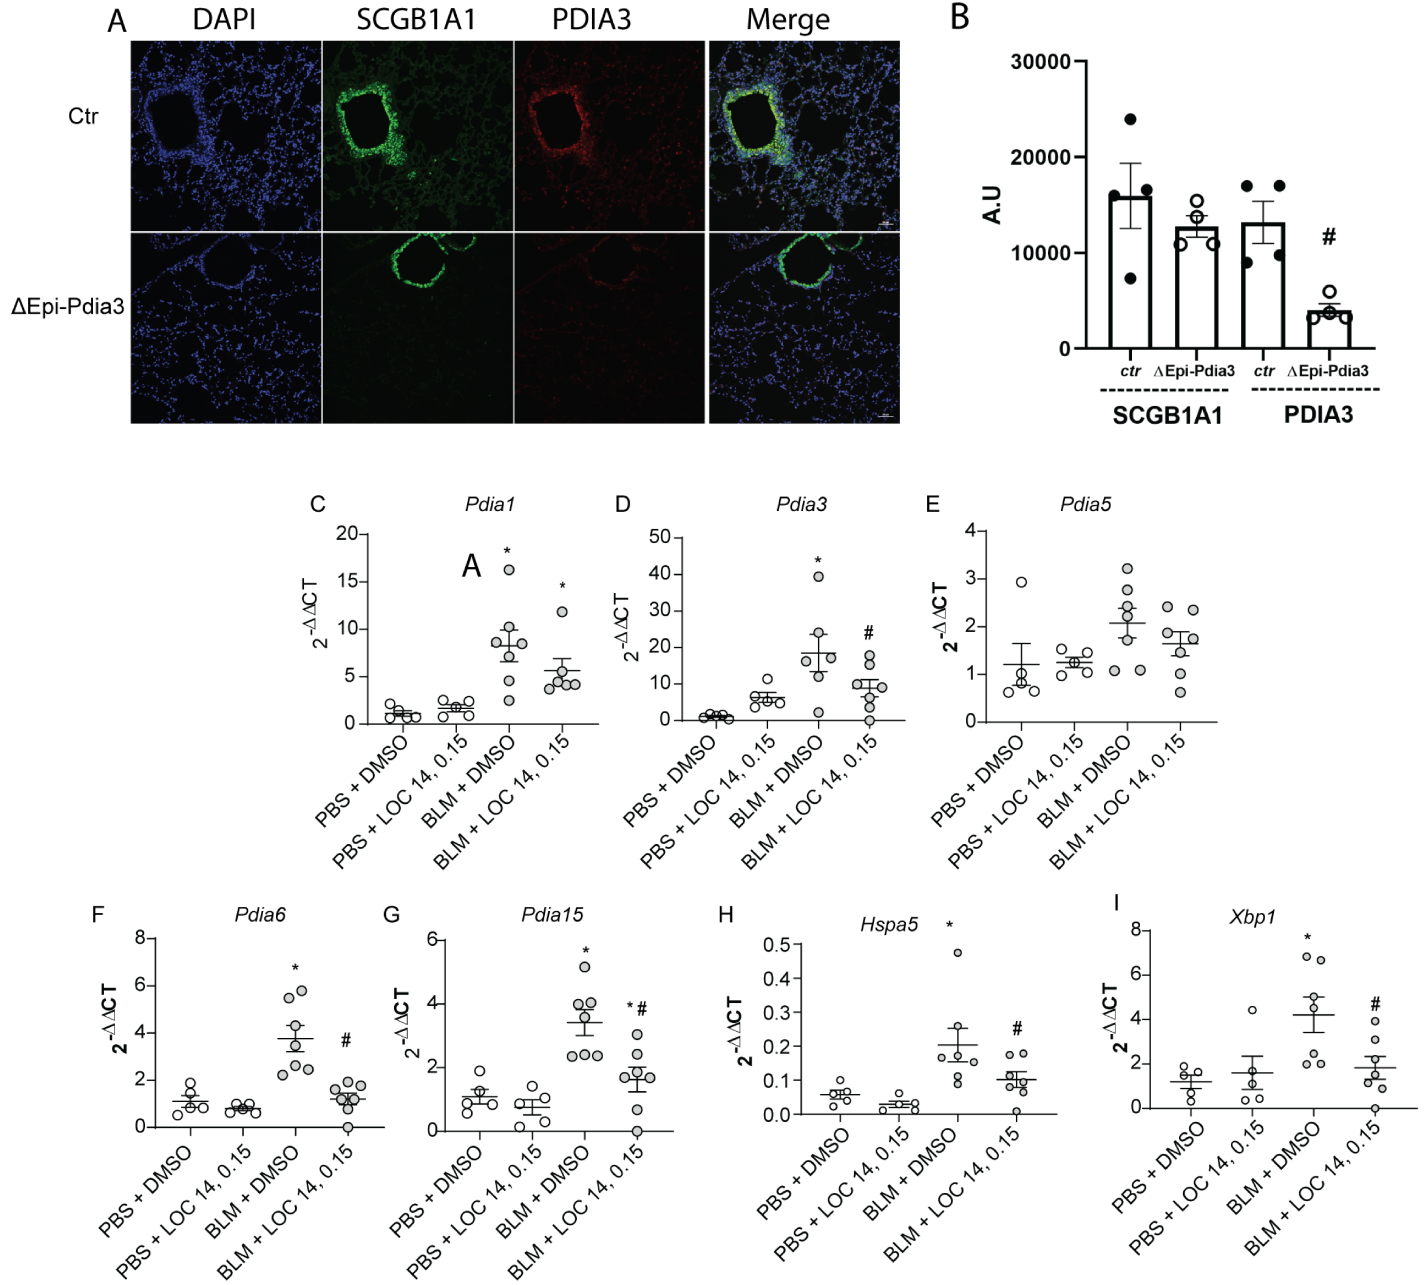 A DAPI SCGB1A1 PDIA3 Merge
Ctr
ΔEpi-Pdia3
B
30000
20000
10000
0
A.U
#
ctr ΔEpi-Pdia3 ctr ΔEpi-Pdia3
SCGB1A1 PDIA3
C Pdia1
20
15
10
5
0
2^-ΔΔCT
A
*
*
PBS + DMSO
PBS + LOC 14, 0.15
BLM + DMSO
BLM + LOC 14, 0.15
D Pdia3
50
40
30
20
10
0
2^-ΔΔCT
*
#
PBS + DMSO
PBS + LOC 14, 0.15
BLM + DMSO
BLM + LOC 14, 0.15
E Pdia5
4
3
2
1
0
2^-ΔΔCT
PBS + DMSO
PBS + LOC 14, 0.15
BLM + DMSO
BLM + LOC 14, 0.15
F Pdia6
8
6
4
2
0
2^-ΔΔCT
*
#
PBS + DMSO
PBS + LOC 14, 0.15
BLM + DMSO
BLM + LOC 14, 0.15
G Pdia15
6
4
2
0
2^-ΔΔCT
*
* #
PBS + DMSO
PBS + LOC 14, 0.15
BLM + DMSO
BLM + LOC 14, 0.15
H Hspa5
0.5
0.4
0.3
0.2
0.1
0.0
2^-ΔΔCT
*
#
PBS + DMSO
PBS + LOC 14, 0.15
BLM + DMSO
BLM + LOC 14, 0.15
I Xbp1
8
6
4
2
0
2^-ΔΔCT
*
#
PBS + DMSO
PBS + LOC 14, 0.15
BLM + DMSO
BLM + LOC 14, 0.15